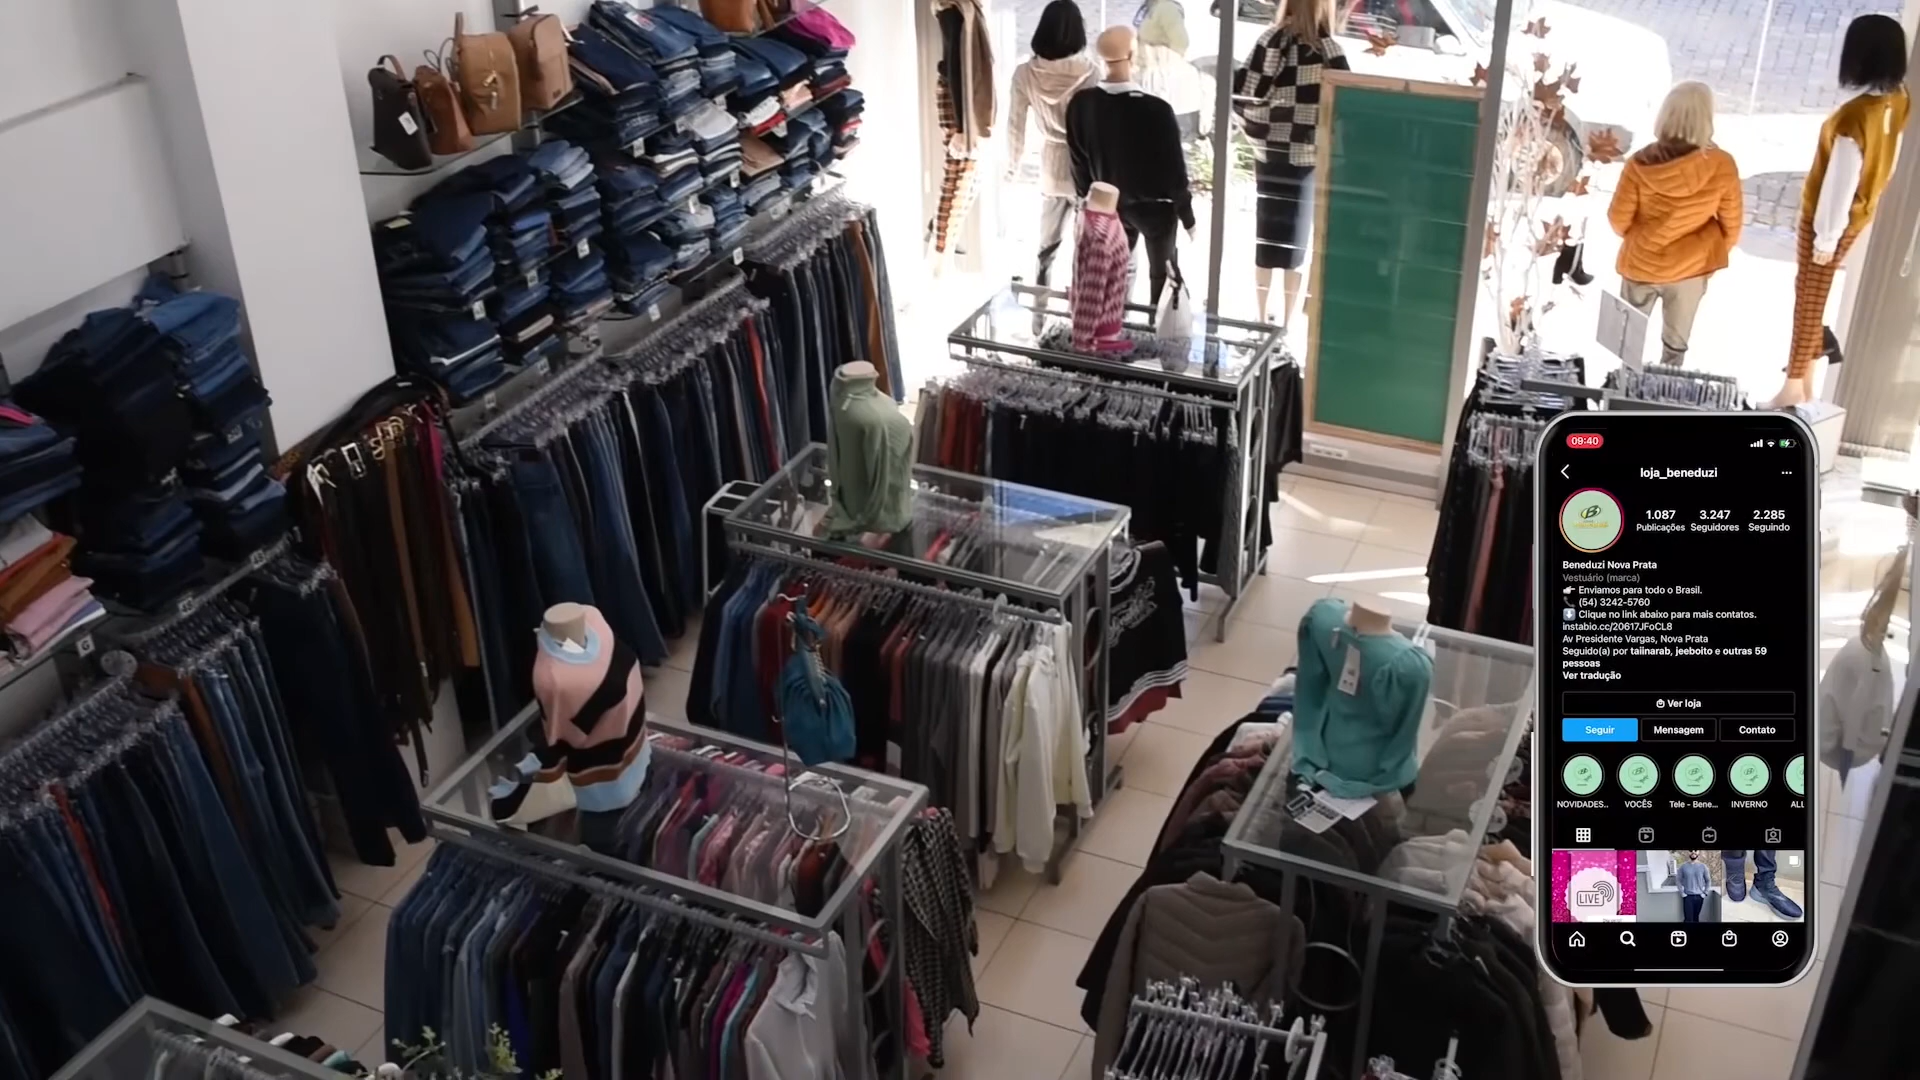 09:40
loja_beneduzi
1.087 3.247 2.285
Publicações Seguidores Seguindo
Beneduzi Nova Prata
Vestuário (marca)
Enviamos para todo o Brasil.
(54) 3242-5760
Clique no link abaixo para mais contatos.
instabio.cc/20617JFoCL8
Av Presidente Vargas, Nova Prata
Seguido(a) por taiinarab, jeeboito e outras 59
pessoas
Ver tradução
Ver loja
Seguir Mensagem Contato
NOVIDADES... VOCÊS Tele - Bene... INVERNO ALL
LIVE